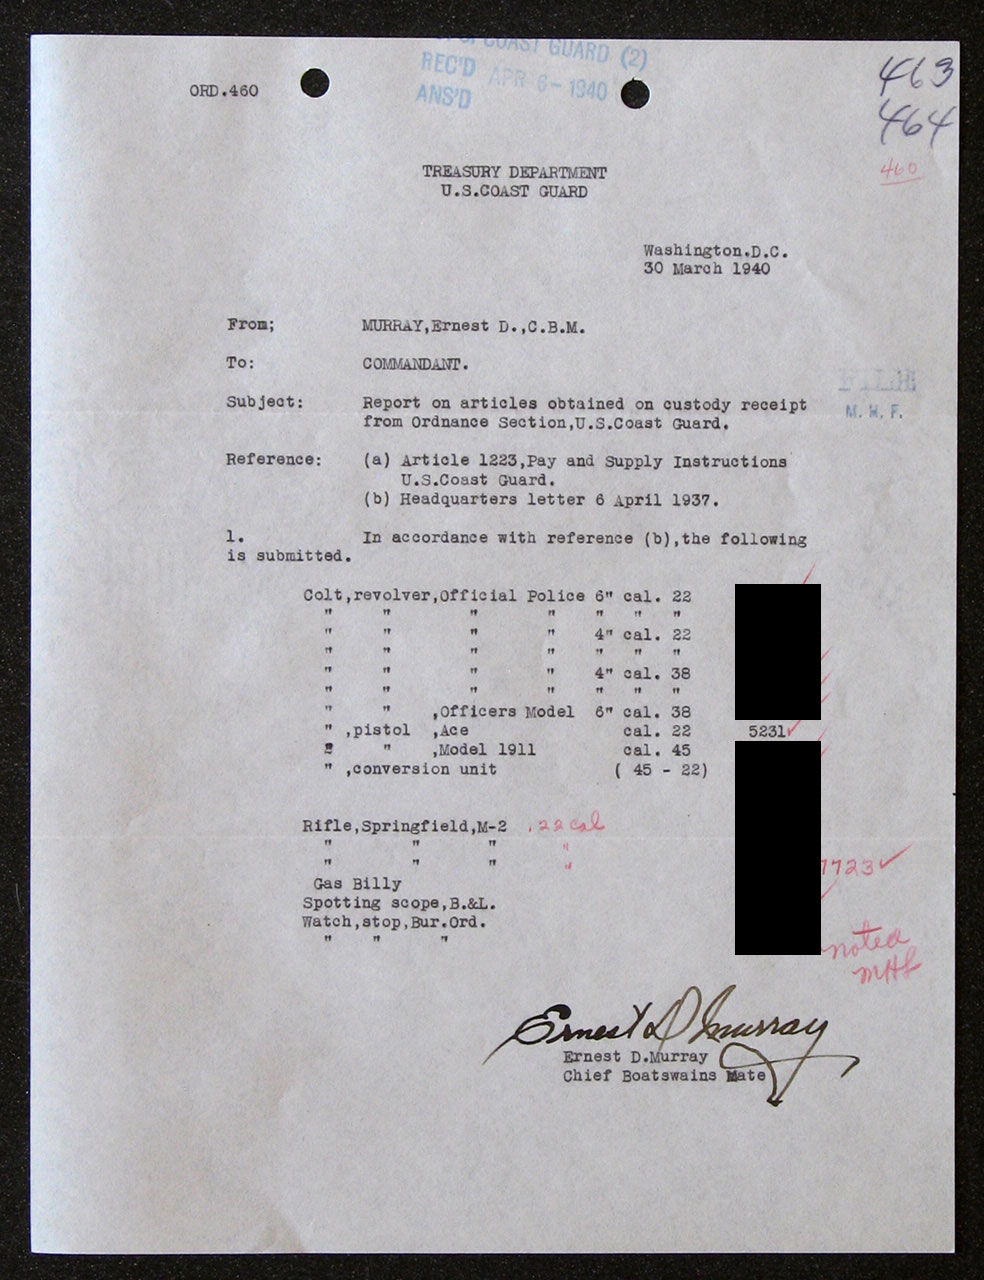 COAST GUARD (2)
REC'D APR 6-1940
ANS'D
463
464
460
ORD.460
TREASURY DEPARTMENT
U.S.COAST GUARD
Washington.D.C.
30 March 1940
From; MURRAY,Ernest D.,C.B.M.
To: COMMANDANT.
FILE
M. W. F.
Subject: Report on articles obtained on custody receipt
from Ordnance Section,U.S.Coast Guard.
Reference: (a) Article 1223,Pay and Supply Instructions
U.S.Coast Guard.
(b) Headquarters letter 6 April 1937.
1. In accordance with reference (b),the following
is submitted.
Colt,revolver,Official Police 6" cal. 22
" " " " " " "
" " " " 4" cal. 22
" " " " " " "
" " " " 4" cal. 38
" " " " " " "
" " ,Officers Model 6" cal. 38
" ,pistol ,Ace cal. 22 5231
" " ,Model 1911 cal. 45
" ,conversion unit ( 45 - 22)
Rifle,Springfield,M-2 .22 cal
" " " "
" " " " 7723
Gas Billy
Spotting scope,B.&L.
Watch,stop,Bur.Ord.
" " "
noted
Ernest D Murray
Ernest D.Murray
Chief Boatswains Mate